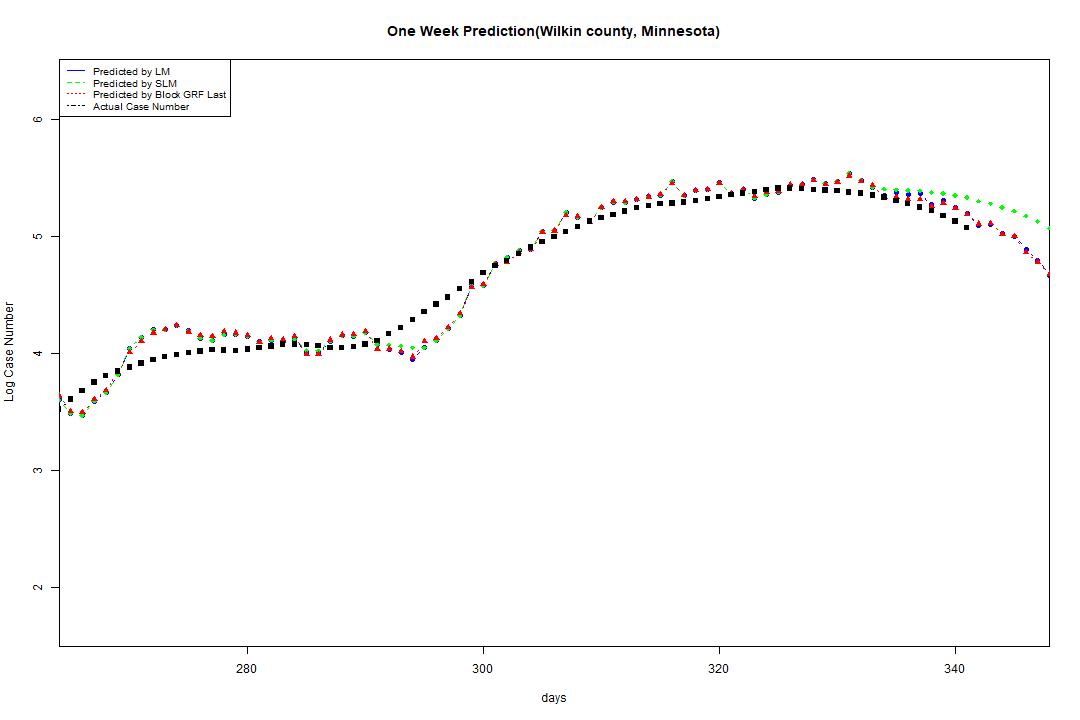 One Week Prediction(Wilkin county, Minnesota)
Predicted by LM
Predicted by SLM
Predicted by Block GRF Last
Actual Case Number
6
5
4
3
2
Log Case Number
280 300 320 340
days